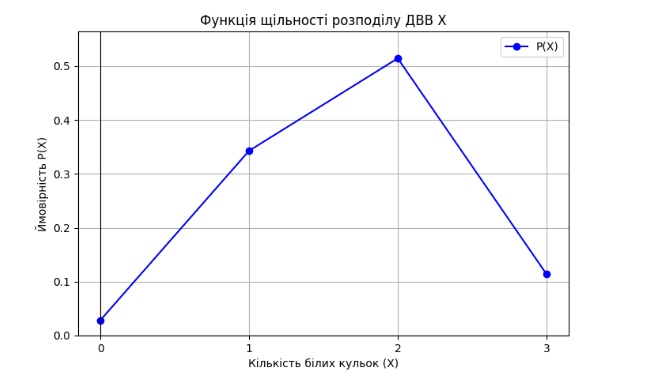 Функція щільності розподілу ДВВ X
P(X)
0.5
0.4
0.3
0.2
0.1
0.0
Ймовірність P(X)
0 1 2 3
Кількість білих кульок (X)